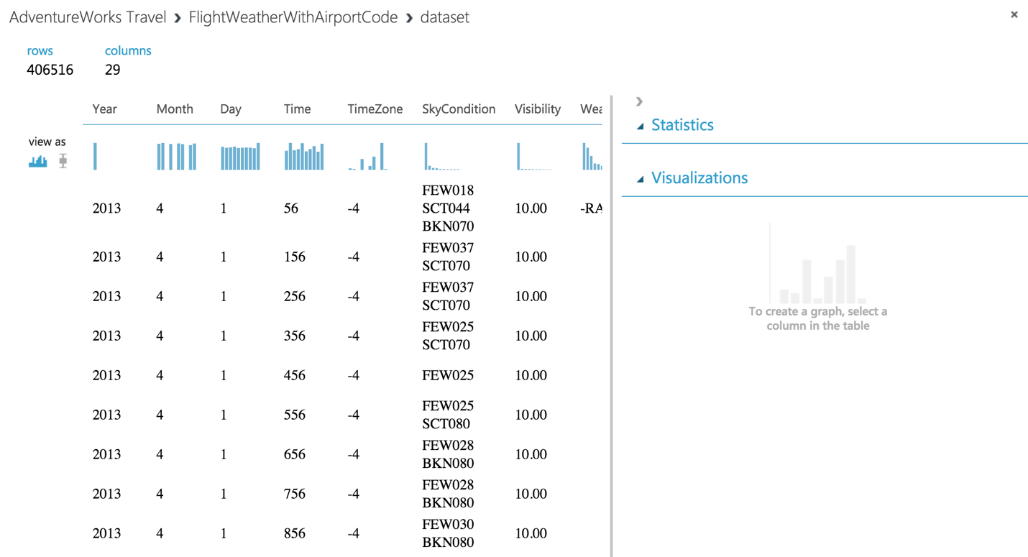 AdventureWorks Travel › FlightWeatherWithAirportCode › dataset
rows columns
406516 29
Year Month Day Time TimeZone SkyCondition Visibility Wea
view as
2013 4 1 56 -4 FEW018 SCT044 BKN070 10.00 -RA
2013 4 1 156 -4 FEW037 SCT070 10.00
2013 4 1 256 -4 FEW037 SCT070 10.00
2013 4 1 356 -4 FEW025 SCT070 10.00
2013 4 1 456 -4 FEW025 10.00
2013 4 1 556 -4 FEW025 SCT080 10.00
2013 4 1 656 -4 FEW028 BKN080 10.00
2013 4 1 756 -4 FEW028 BKN080 10.00
2013 4 1 856 -4 FEW030 BKN080 10.00
Statistics
Visualizations
To create a graph, select a
column in the table